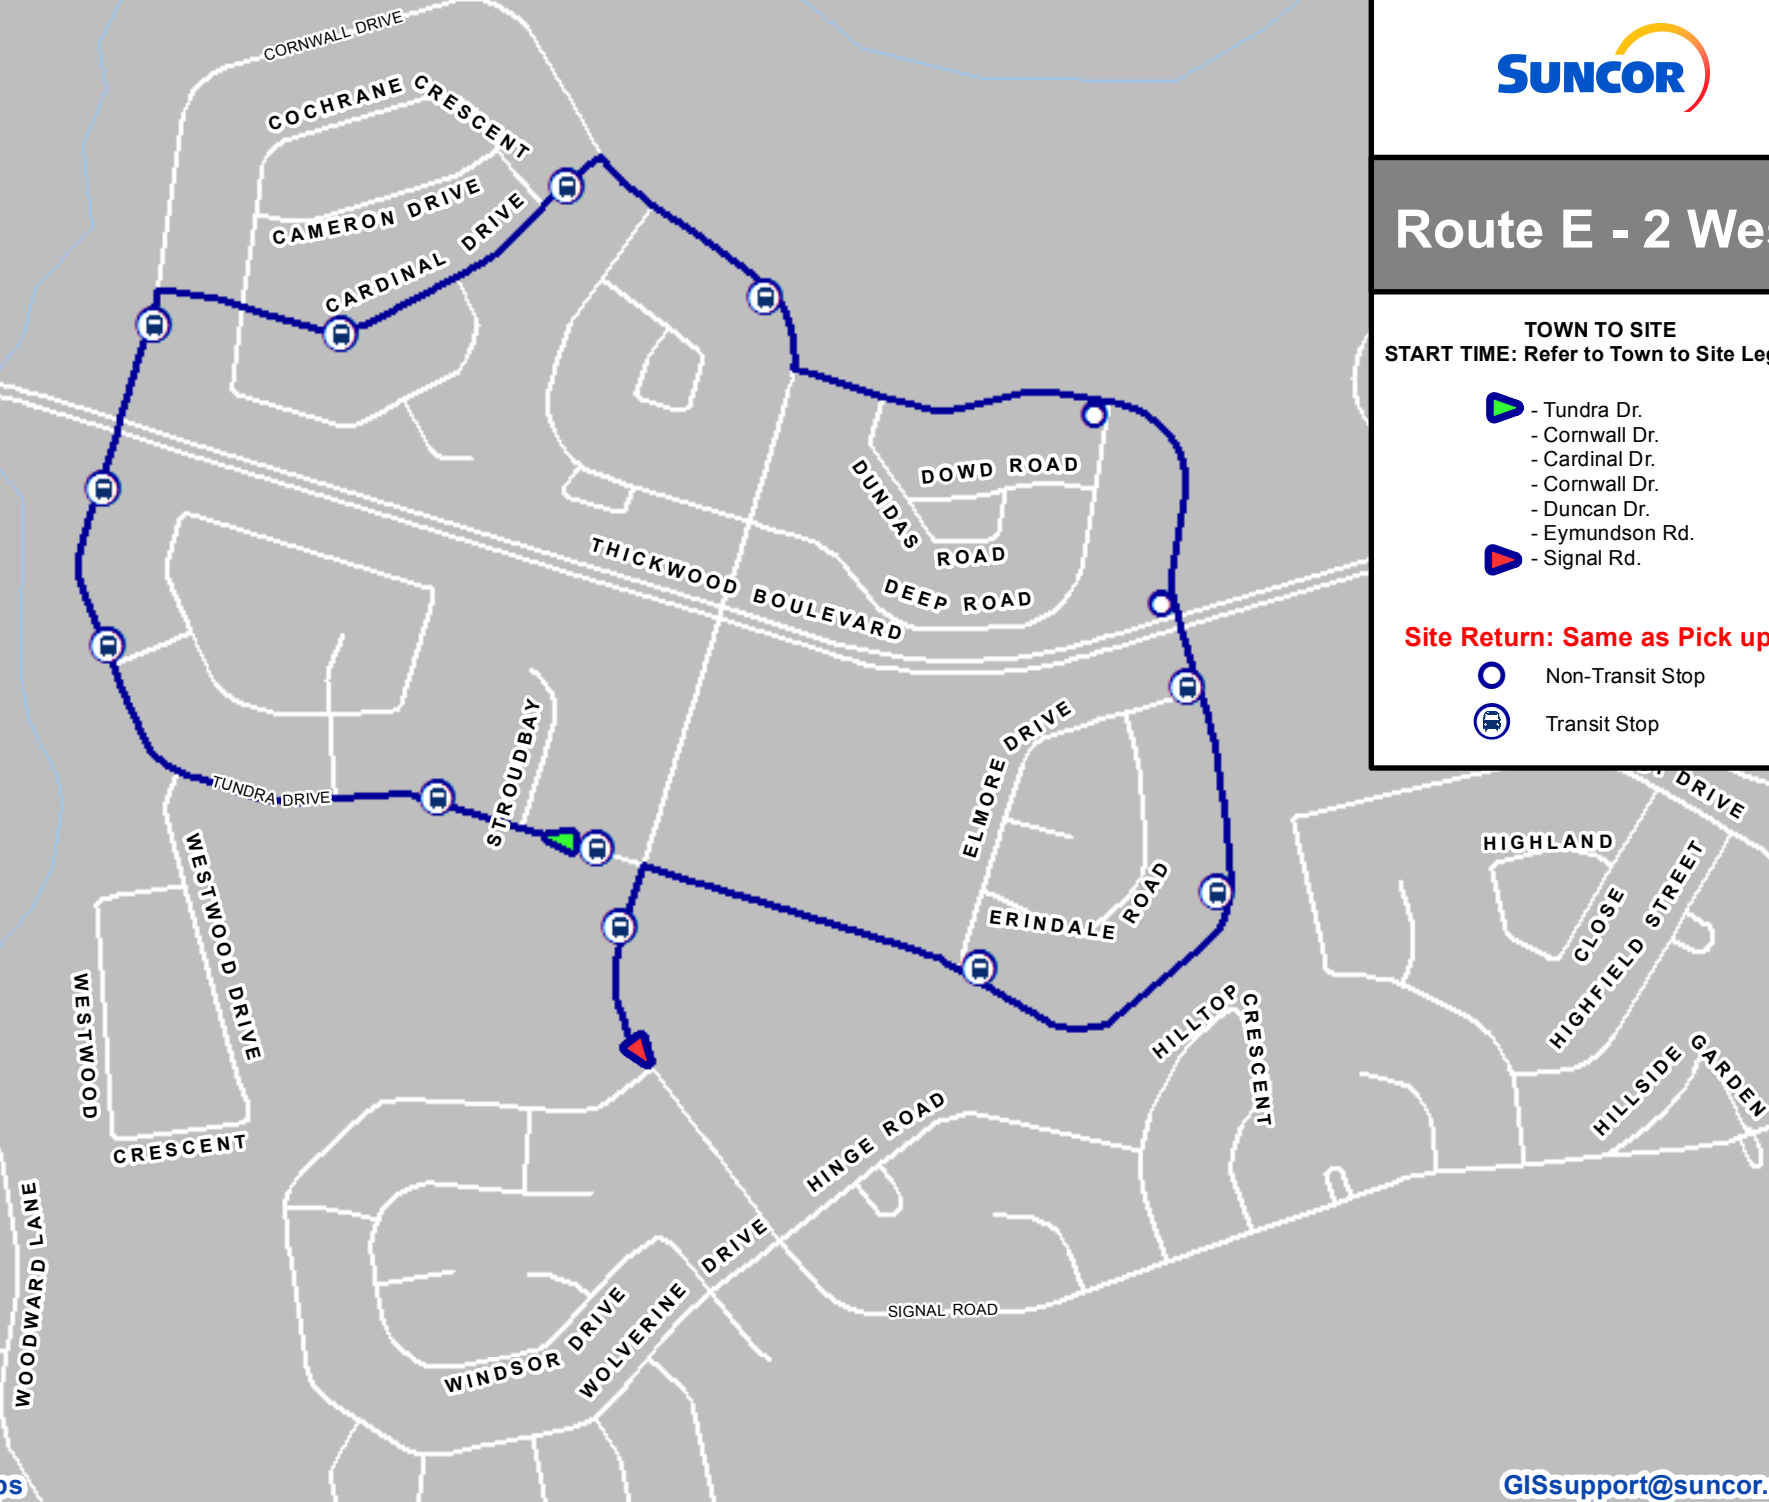 CORNWALL DRIVE
COCHRANE CRESCENT
CAMERON DRIVE
CARDINAL DRIVE
SUNCOR
Route E - 2 Wes
TOWN TO SITE
START TIME: Refer to Town to Site Leg
- Tundra Dr.
- Cornwall Dr.
- Cardinal Dr.
- Cornwall Dr.
- Duncan Dr.
- Eymundson Rd.
- Signal Rd.
Site Return: Same as Pick up
Non-Transit Stop
Transit Stop
DOWD ROAD
DUNDAS ROAD
DEEP ROAD
THICKWOOD BOULEVARD
STROUDBAY
ELMORE DRIVE
ERINDALE ROAD
TUNDRA DRIVE
WESTWOOD DRIVE
WESTWOOD CRESCENT
DRIVE
HIGHLAND CLOSE
HIGHFIELD STREET
HILLTOP CRESCENT
HILLSIDE GARDEN
HINGE ROAD
WOLVERINE DRIVE
WINDSOR DRIVE
SIGNAL ROAD
WOODWARD LANE
ps
GISsupport@suncor.